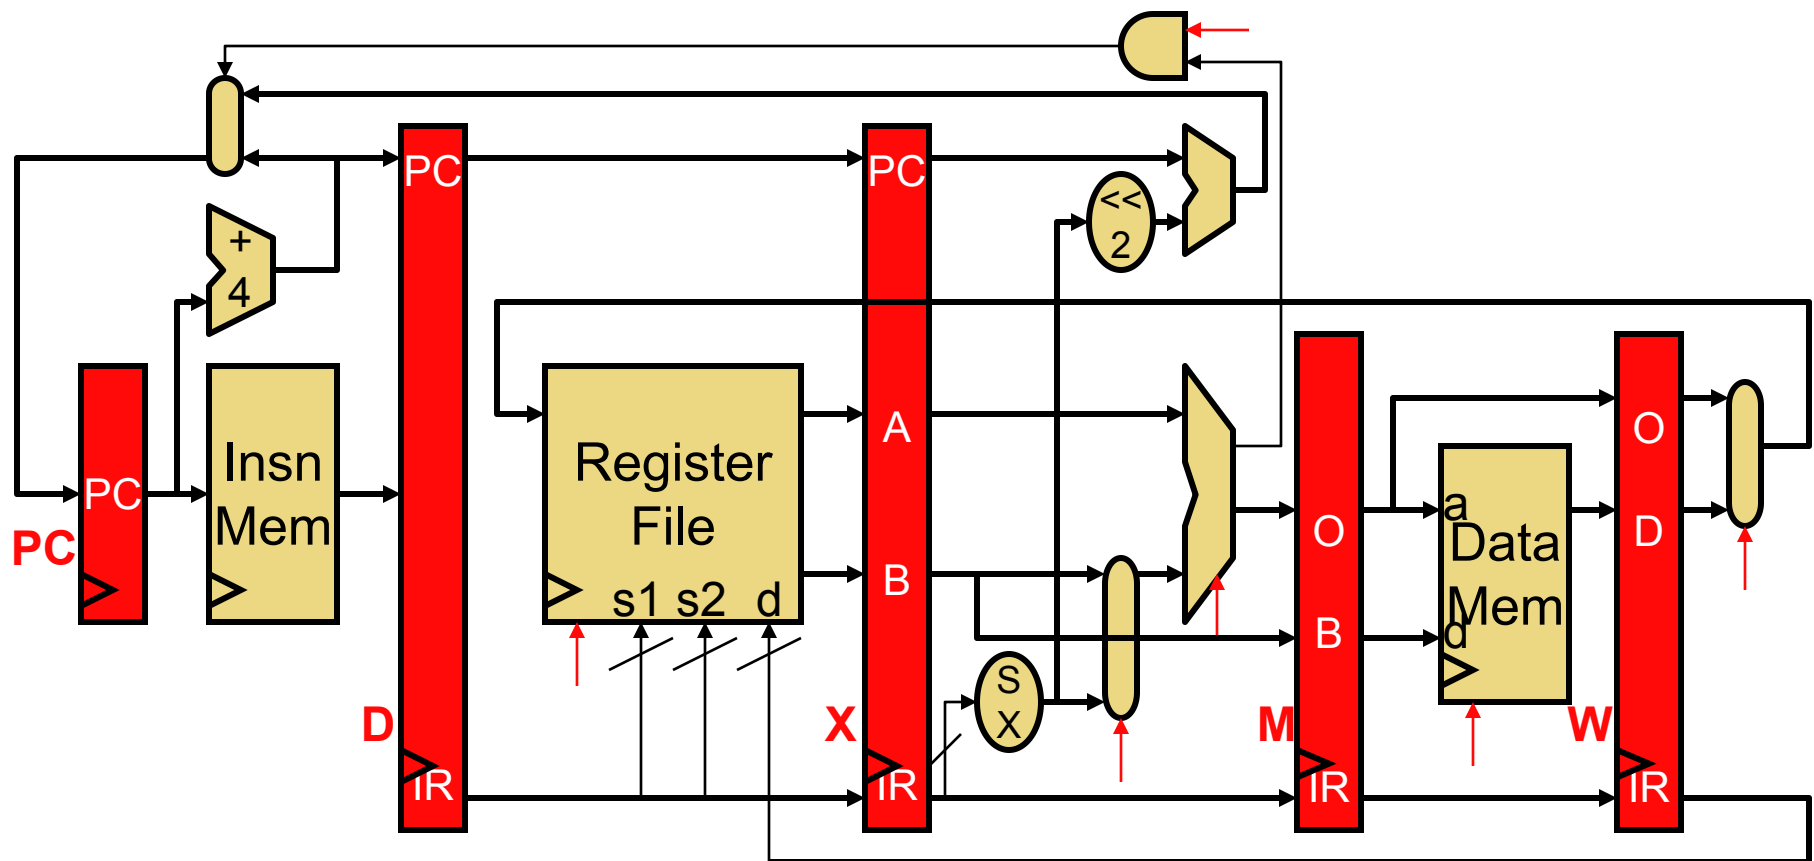 PC
PC
<<
2
+
4
Insn
Mem
PC
PC
Register
File
s1 s2 d
A
B
O
D
O
B
a
Data
Mem
d
S
X
D
X
M
W
IR
IR
IR
IR